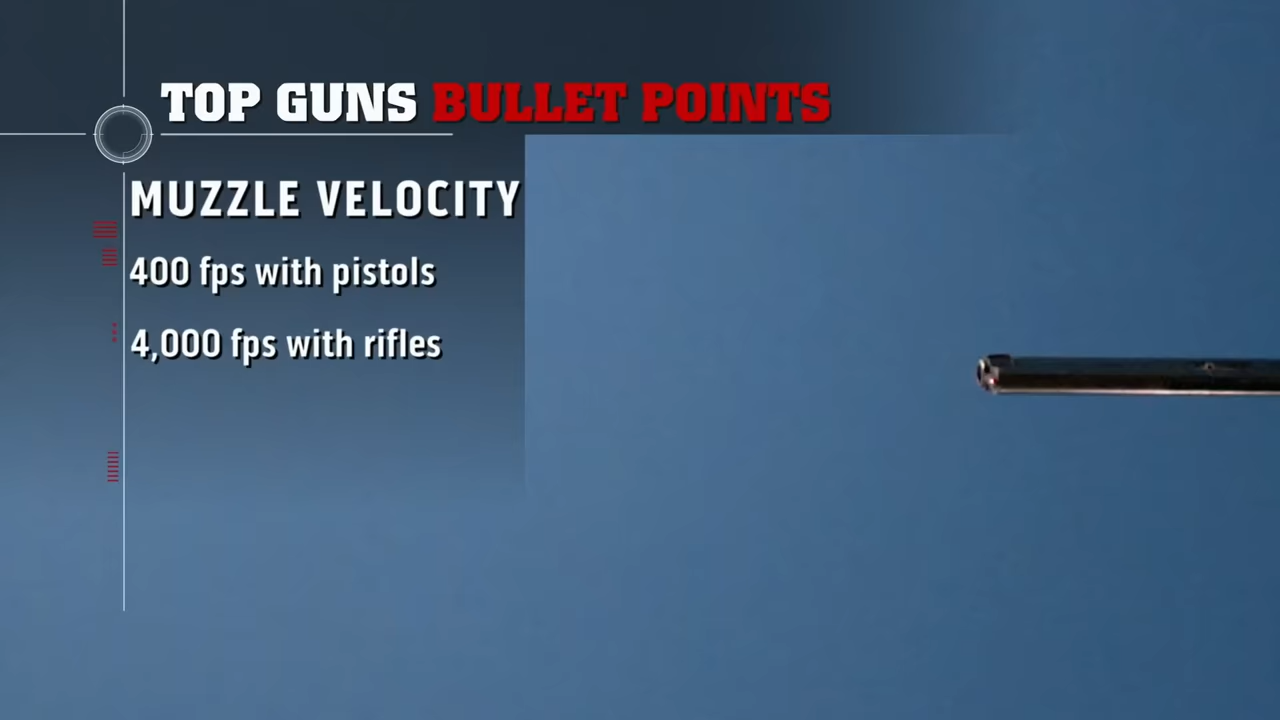 TOP GUNS BULLET POINTS
MUZZLE VELOCITY
400 fps with pistols
4,000 fps with rifles